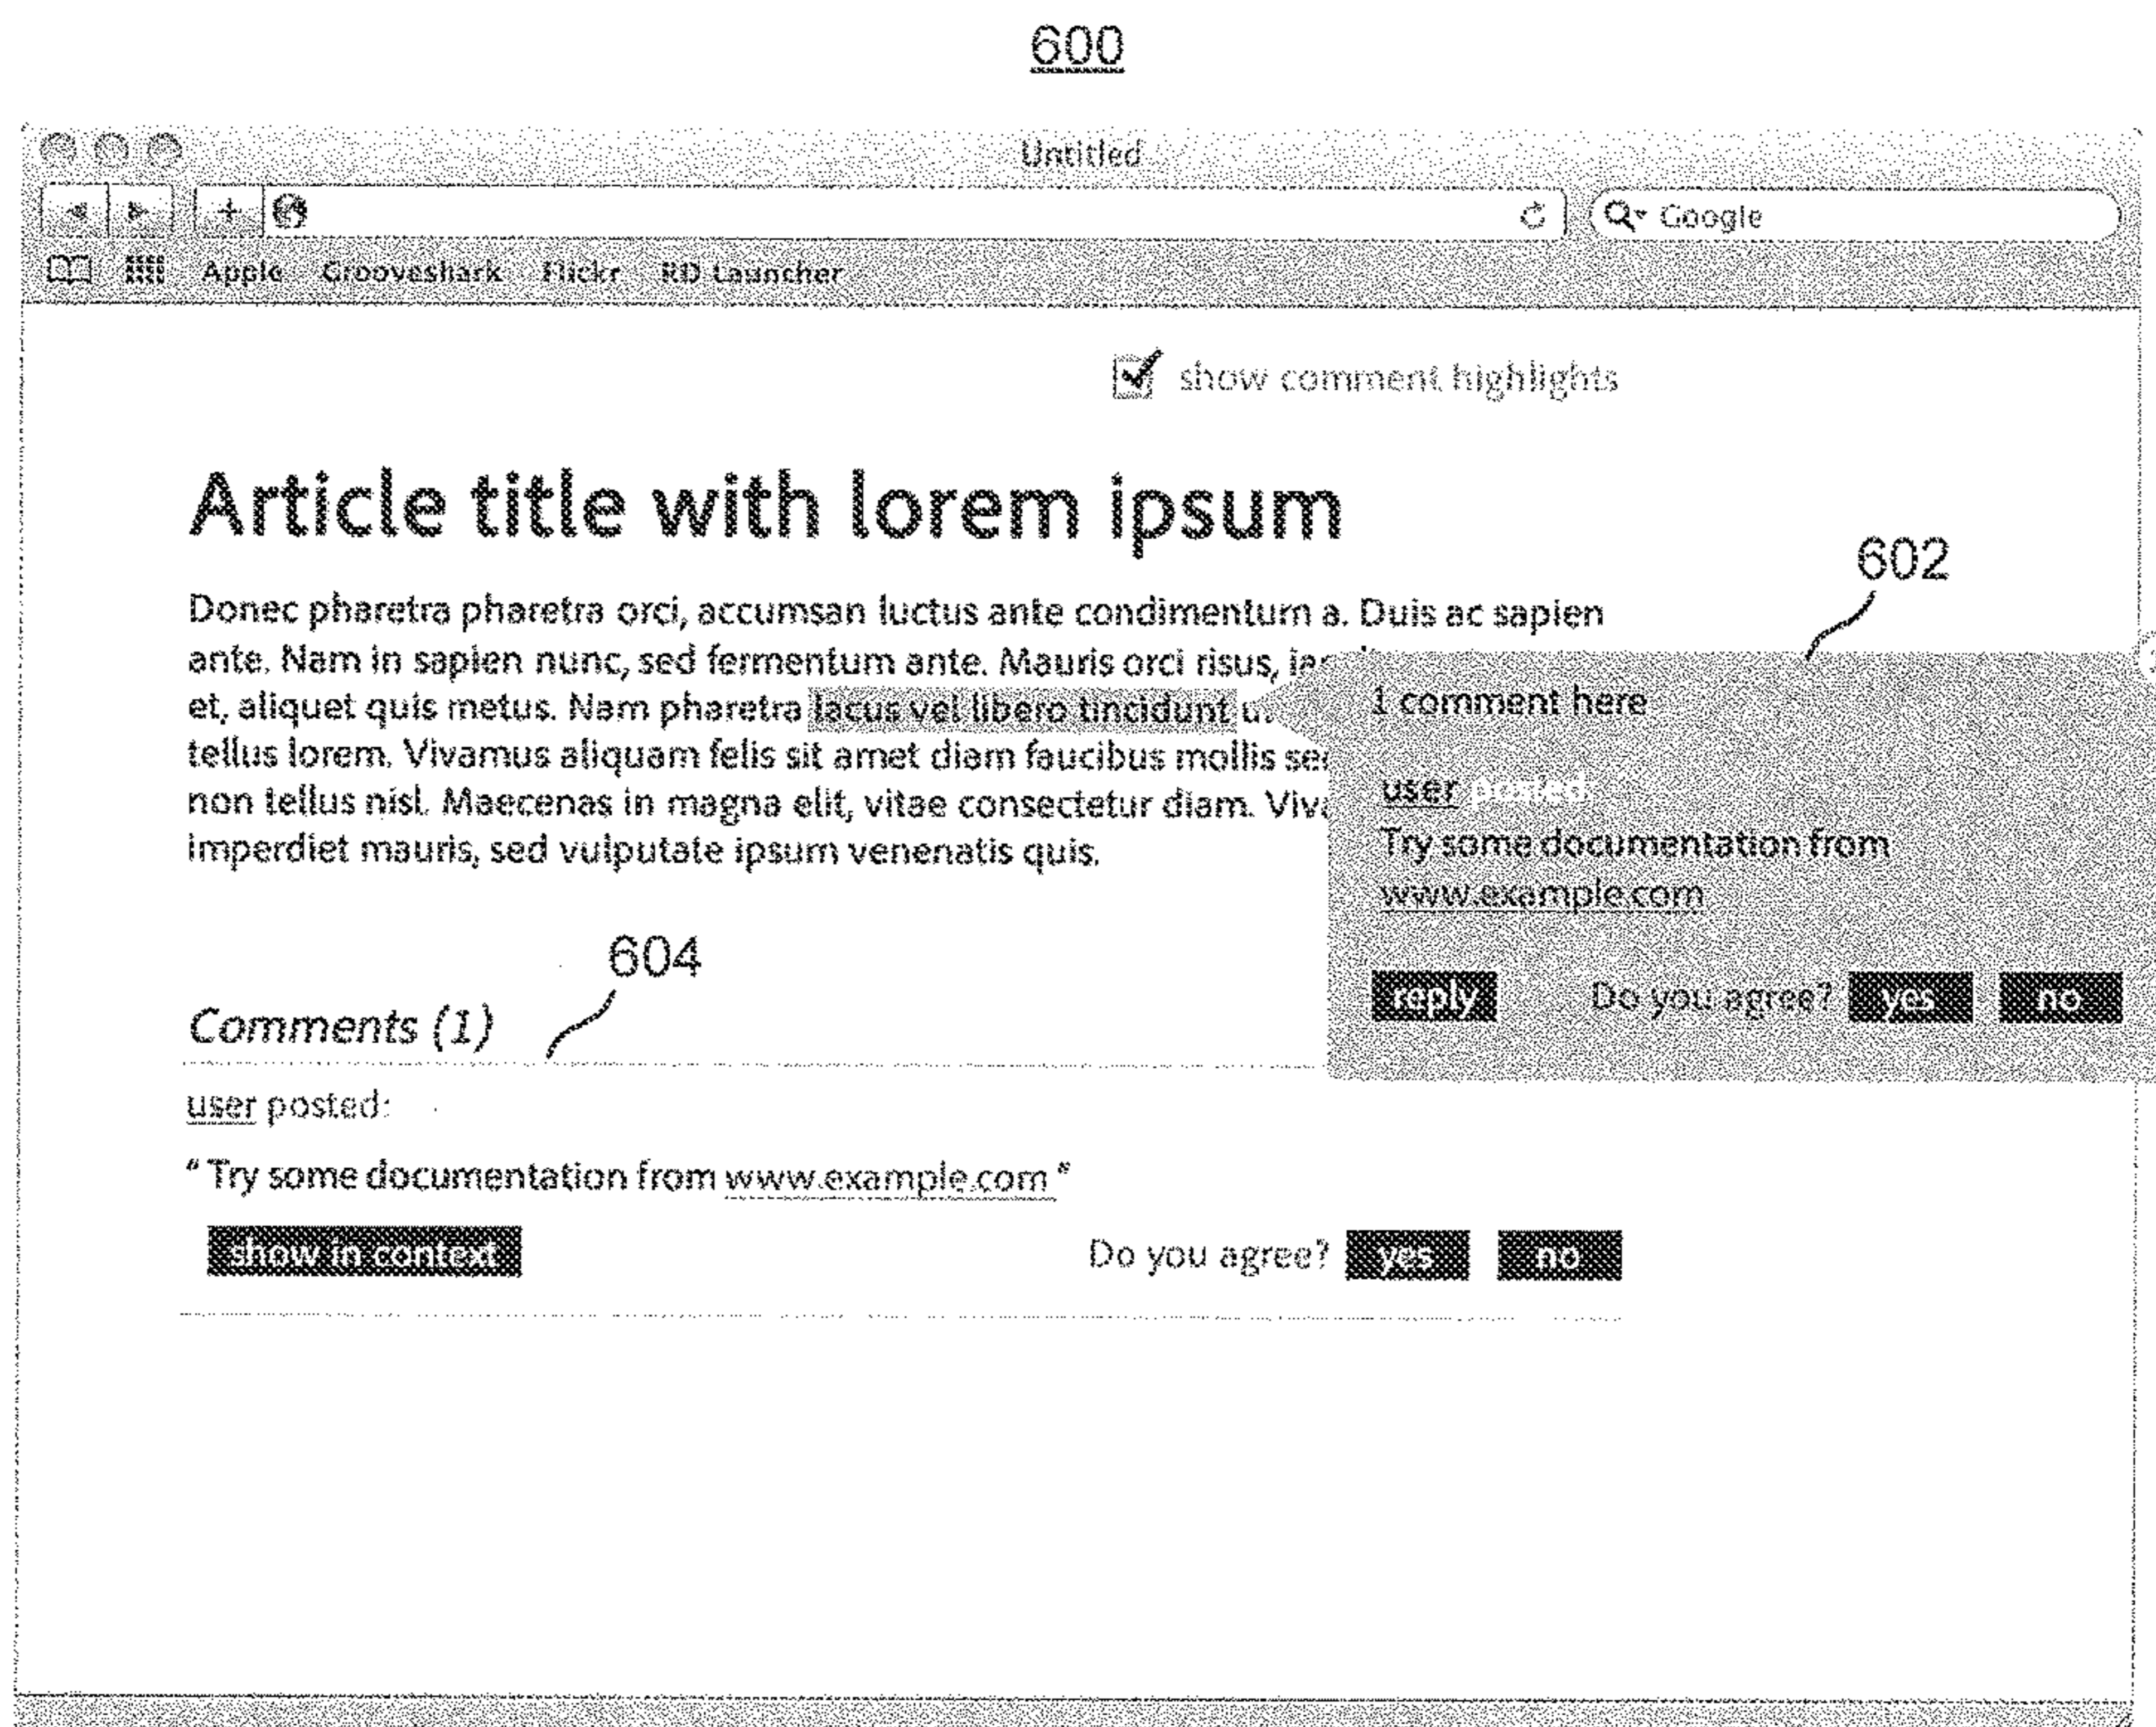 600
Untitled
Google
Apple Grooveshark Flickr RD Launcher
show comment highlights
Article title with lorem ipsum
602
Donec pharetra pharetra orci, accumsan luctus ante condimentum a. Duis ac sapien
ante. Nam in sapien nunc, sed fermentum ante. Mauris orci risus,
et, aliquet quis metus. Nam pharetra lacus vel libero tincidunt
tellus lorem. Vivamus aliquam felis sit amet diam faucibus mollis
non tellus nisl. Maecenas in magna elit, vitae consectetur diam.
imperdiet mauris, sed vulputate ipsum venenatis quis.
1 comment here
user posted
Try some documentation from
www.example.com
reply Do you agree? yes no
604
Comments (1)
user posted:
“ Try some documentation from www.example.com ”
show in context Do you agree? yes no